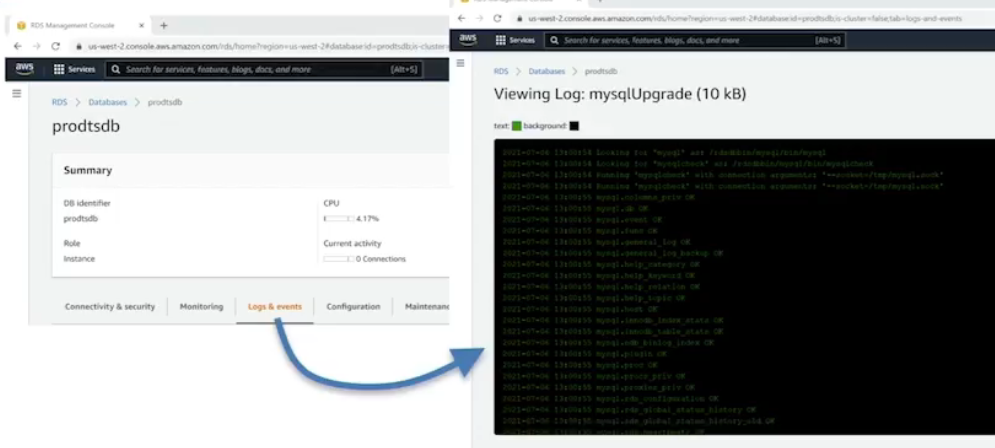 RDS Management Console
us-west-2.console.aws.amazon.com/rds/home?region=us-west-2#database:id=prodtsdb;is-cluster=
aws
Services
Search for services, features, blogs, docs, and more
[Alt+S]
RDS > Databases > prodtsdb
prodtsdb
Summary
DB identifier
prodtsdb
CPU
4.17%
Role
Instance
Current activity
0 Connections
Connectivity & security
Monitoring
Logs & events
Configuration
Maintenanc
us-west-2.console.aws.amazon.com/rds/home?region=us-west-2#database:id=prodtsdb;is-cluster=false;tab=logs-and-events
aws
Services
Search for services, features, blogs, docs, and more
[Alt+S]
RDS > Databases > prodtsdb
Viewing Log: mysqlUpgrade (10 kB)
text: background:
2021-07-06 13:00:54 Looking for "mysql" as: /rdsdbbin/mysql/bin/mysql
2021-07-06 13:00:54 Looking for "mysqlcheck" as: /rdsdbbin/mysql/bin/mysqlcheck
2021-07-06 13:00:54 Running "mysqlcheck" with connection arguments: "--socket=/tmp/mysql.sock"
2021-07-06 13:00:54 Running "mysqlcheck" with connection arguments: "--socket=/tmp/mysql.sock"
2021-07-06 13:00:55 mysql.columns_priv OK
2021-07-06 13:00:55 mysql.db OK
2021-07-06 13:00:55 mysql.event OK
2021-07-06 13:00:55 mysql.func OK
2021-07-06 13:00:55 mysql.general_log OK
2021-07-06 13:00:55 mysql.general_log_backup OK
2021-07-06 13:00:55 mysql.help_category OK
2021-07-06 13:00:55 mysql.help_keyword OK
2021-07-06 13:00:55 mysql.help_relation OK
2021-07-06 13:00:55 mysql.help_topic OK
2021-07-06 13:00:55 mysql.host OK
2021-07-06 13:00:55 mysql.innodb_index_stats OK
2021-07-06 13:00:55 mysql.innodb_table_stats OK
2021-07-06 13:00:55 mysql.ndb_binlog_index OK
2021-07-06 13:00:55 mysql.plugin OK
2021-07-06 13:00:55 mysql.proc OK
2021-07-06 13:00:55 mysql.procs_priv OK
2021-07-06 13:00:55 mysql.proxies_priv OK
2021-07-06 13:00:55 mysql.rds_configuration OK
2021-07-06 13:00:55 mysql.rds_global_status_history OK
2021-07-06 13:00:55 mysql.rds_global_status_history_old OK